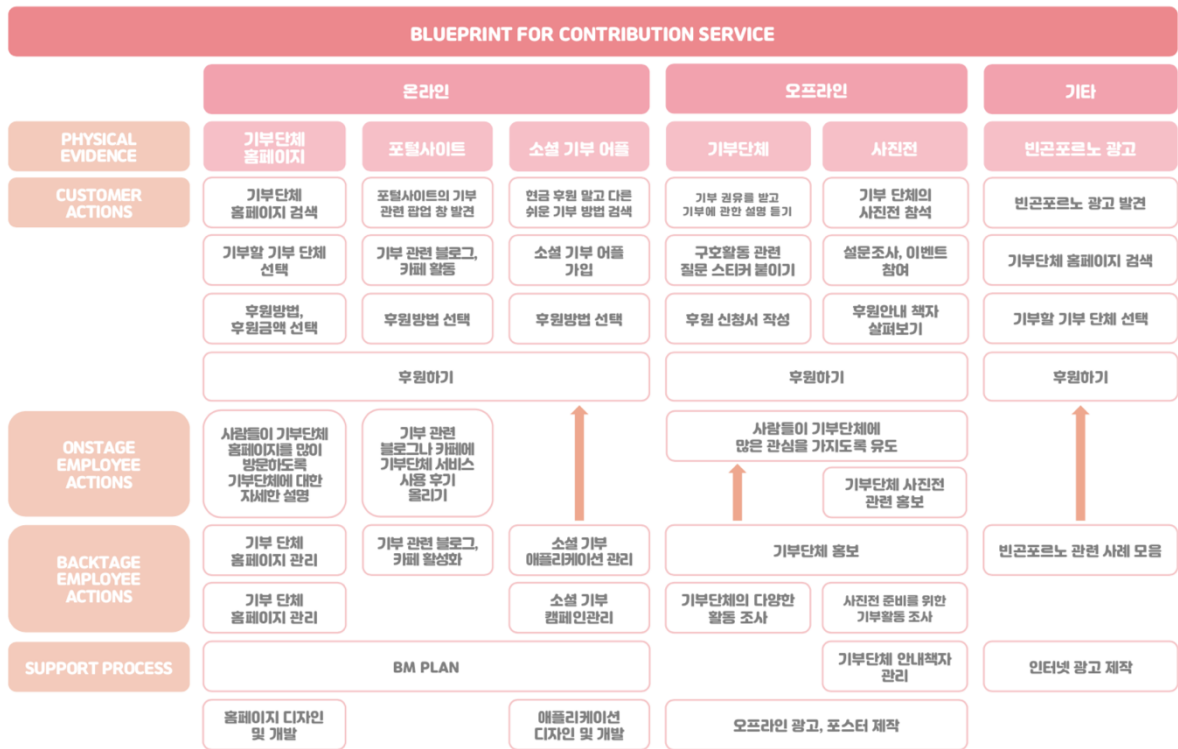 BLUEPRINT FOR CONTRIBUTION SERVICE
온라인
오프라인
기타
PHYSICAL
EVIDENCE
기부단체
홈페이지
포털사이트
소셜 기부 어플
기부단체
사진전
빈곤포르노 광고
CUSTOMER
ACTIONS
기부단체
홈페이지 검색
포털사이트의 기부
관련 팝업 창 발견
현금 후원 말고 다른
쉬운 기부 방법 검색
기부 권유를 받고
기부에 관한 설명 듣기
기부 단체의
사진전 참석
빈곤포르노 광고 발견
기부할 기부 단체
선택
기부 관련 블로그,
카페 활동
소셜 기부 어플
가입
구호활동 관련
질문 스티커 붙이기
설문조사, 이벤트
참여
기부단체 홈페이지 검색
후원방법,
후원금액 선택
후원방법 선택
후원방법 선택
후원 신청서 작성
후원안내 책자
살펴보기
기부할 기부 단체 선택
후원하기
후원하기
후원하기
ONSTAGE
EMPLOYEE
ACTIONS
사람들이 기부단체
홈페이지를 많이
방문하도록
기부단체에 대한
자세한 설명
기부 관련
블로그나 카페에
기부단체 서비스
사용 후기
올리기
사람들이 기부단체에
많은 관심을 가지도록 유도
기부단체 사진전
관련 홍보
BACKTAGE
EMPLOYEE
ACTIONS
기부 단체
홈페이지 관리
기부 관련 블로그,
카페 활성화
소셜 기부
애플리케이션 관리
기부단체 홍보
빈곤포르노 관련 사례 모음
기부 단체
홈페이지 관리
소셜 기부
캠페인관리
기부단체의 다양한
활동 조사
사진전 준비를 위한
기부활동 조사
SUPPORT PROCESS
BM PLAN
기부단체 안내책자
관리
인터넷 광고 제작
홈페이지 디자인
및 개발
애플리케이션
디자인 및 개발
오프라인 광고, 포스터 제작